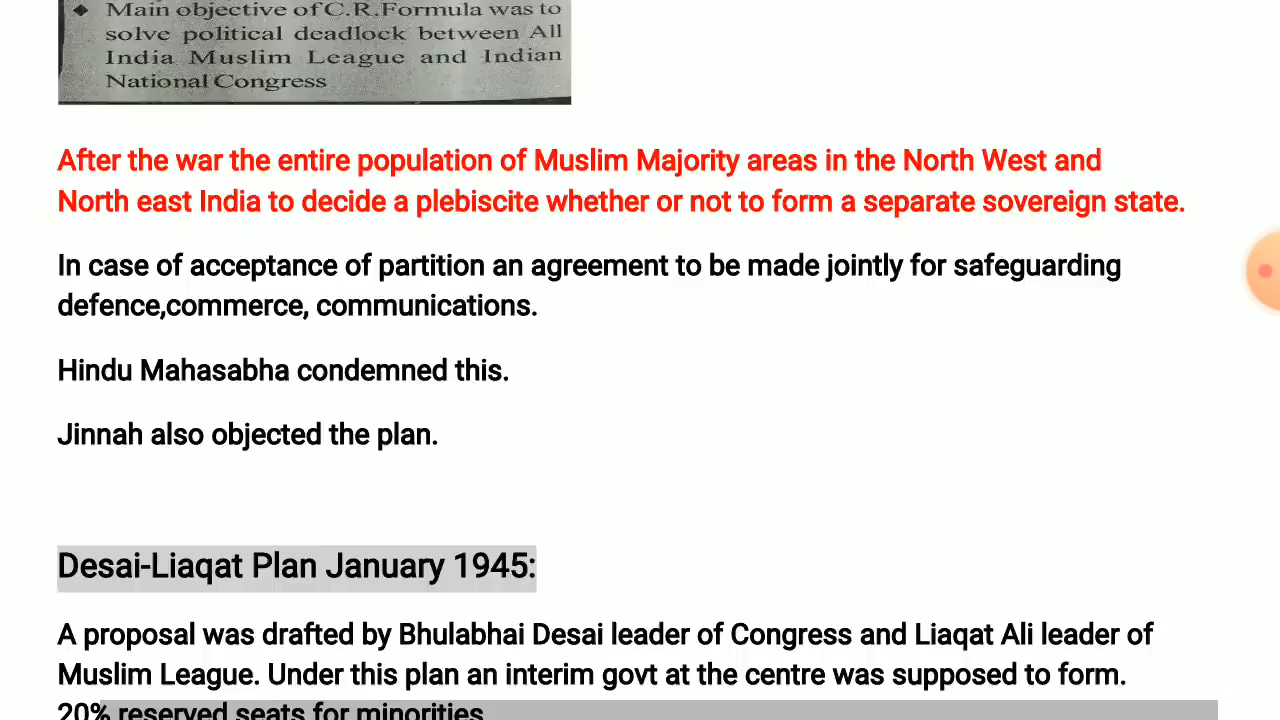 Main objective of C.R.Formula was to
solve political deadlock between All
India Muslim League and Indian
National Congress
After the war the entire population of Muslim Majority areas in the North West and
North east India to decide a plebiscite whether or not to form a separate sovereign state.
In case of acceptance of partition an agreement to be made jointly for safeguarding
defence,commerce, communications.
Hindu Mahasabha condemned this.
Jinnah also objected the plan.
Desai-Liaqat Plan January 1945:
A proposal was drafted by Bhulabhai Desai leader of Congress and Liaqat Ali leader of
Muslim League. Under this plan an interim govt at the centre was supposed to form.
20% reserved seats for minorities